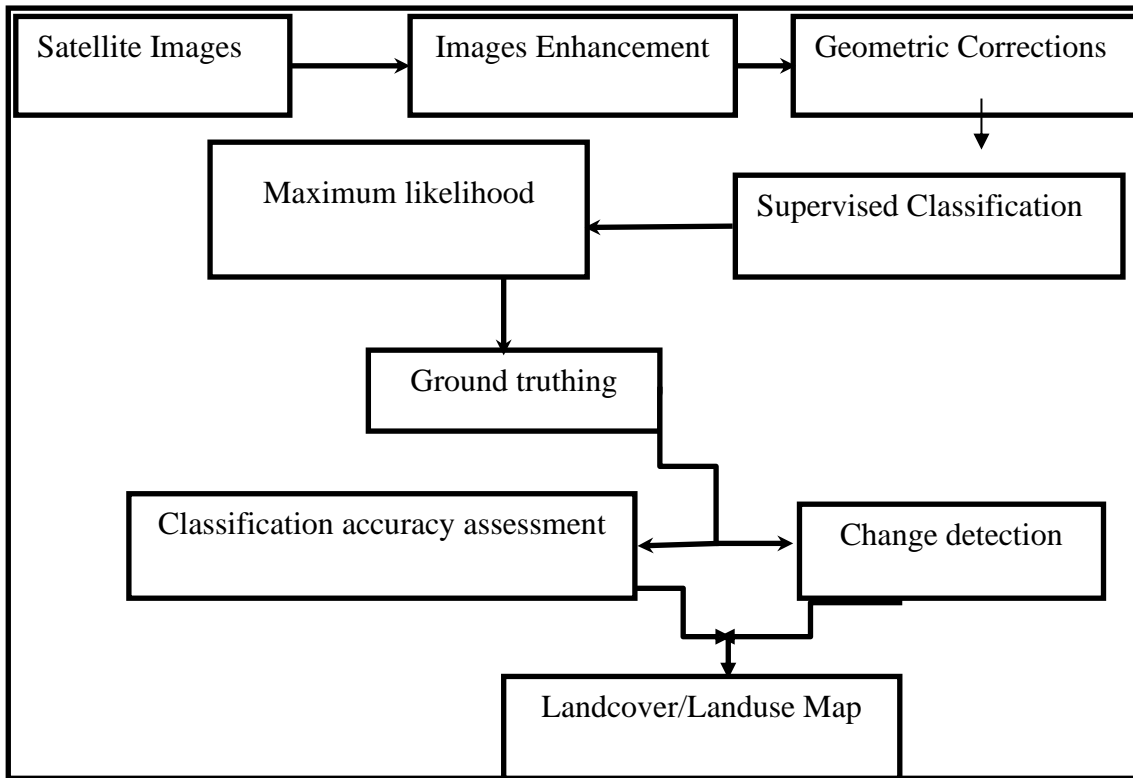 Satellite Images
Images Enhancement
Geometric Corrections
Supervised Classification
Maximum likelihood
Ground truthing
Classification accuracy assessment
Change detection
Landcover/Landuse Map